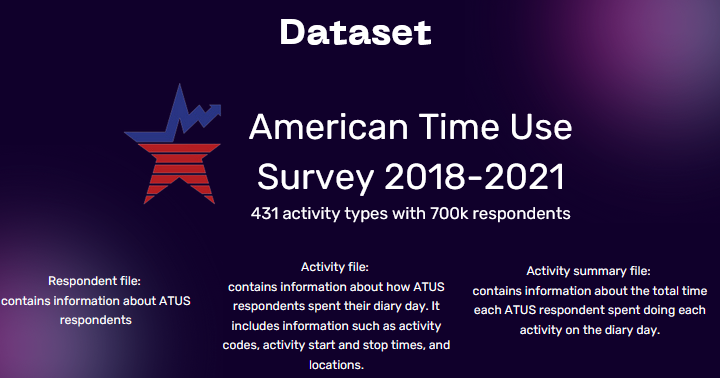 Dataset
American Time Use
Survey 2018-2021
431 activity types with 700k respondents
Respondent file:
contains information about ATUS
respondents
Activity file:
contains information about how ATUS
respondents spent their diary day. It
includes information such as activity
codes, activity start and stop times, and
locations.
Activity summary file:
contains information about the total time
each ATUS respondent spent doing each
activity on the diary day.